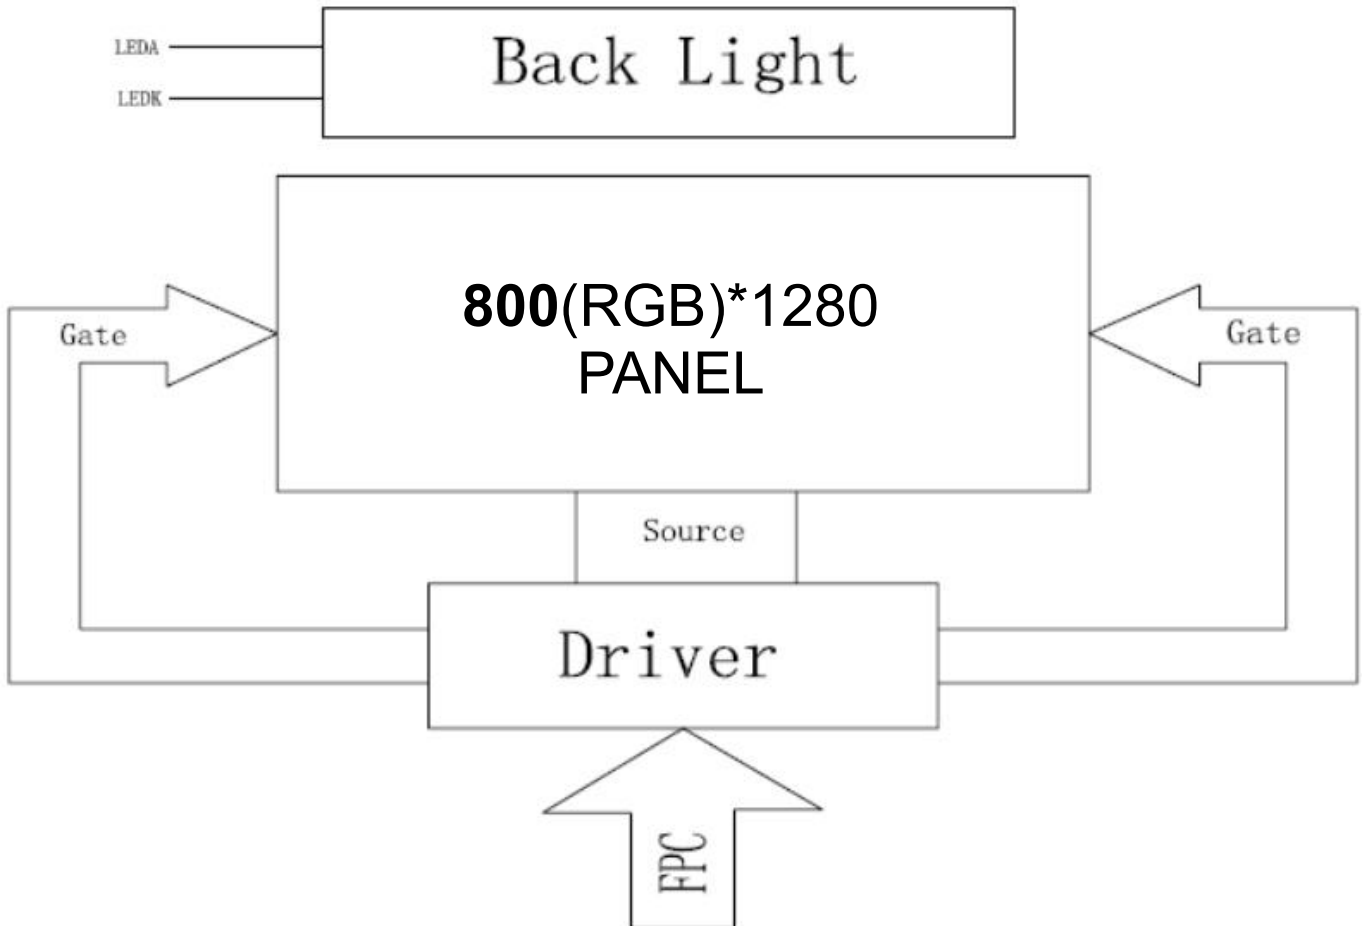 LEDA
LEDK
Back Light
800(RGB)*1280
PANEL
Gate
Gate
Source
Driver
FPC